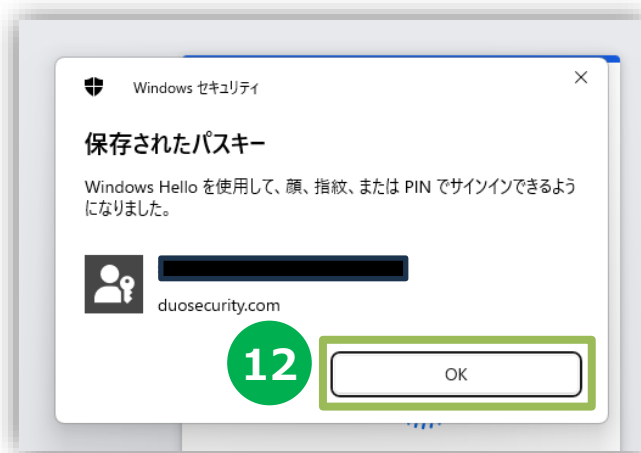 Windows セキュリティ
保存されたパスキー
Windows Hello を使用して、顔、指紋、または PIN でサインインできるよう
になりました。
duosecurity.com
12
OK